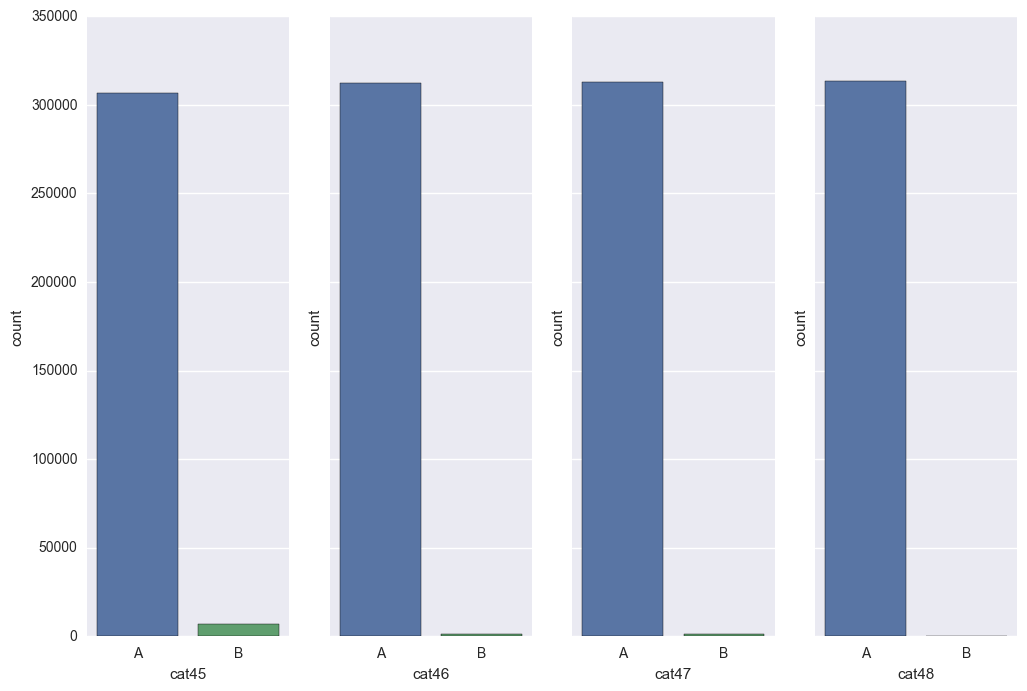 350000
300000
250000
200000
150000
100000
50000
0
count
count
count
count
A B
A B
A B
A B
cat45
cat46
cat47
cat48